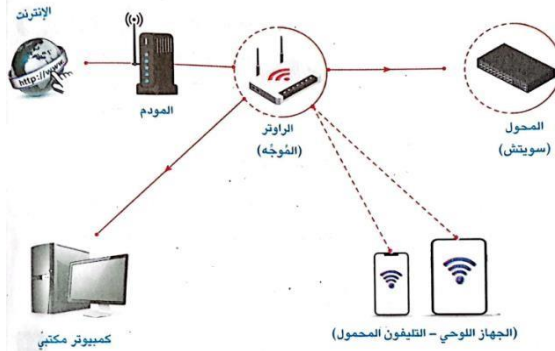 الإنترنت
http://www
المودم
الراوتر
(المُوجِّه)
المحول
(سويتش)
كمبيوتر مكتبي
(الجهاز اللوحي – التليفون المحمول)